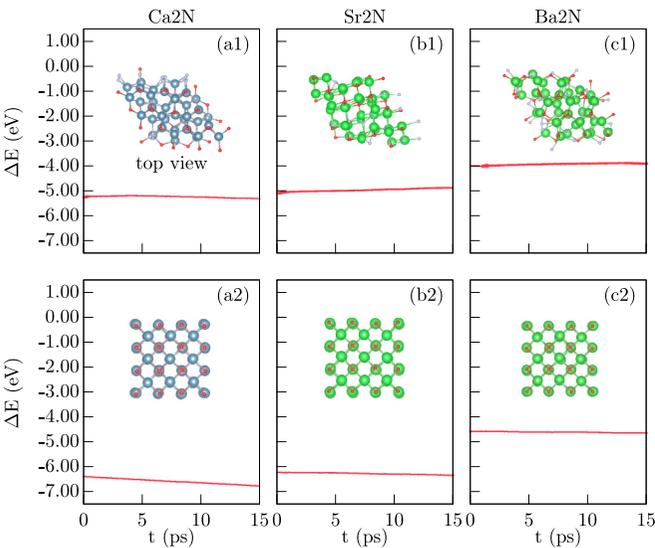 Ca2N Sr2N Ba2N
(a1) (b1) (c1)
1.00
0.00
-1.00
-2.00
-3.00
-4.00
-5.00
-6.00
-7.00
ΔE (eV)
top view
(a2) (b2) (c2)
1.00
0.00
-1.00
-2.00
-3.00
-4.00
-5.00
-6.00
-7.00
ΔE (eV)
0 5 10 15 0 5 10 15 0 5 10 15
t (ps) t (ps) t (ps)